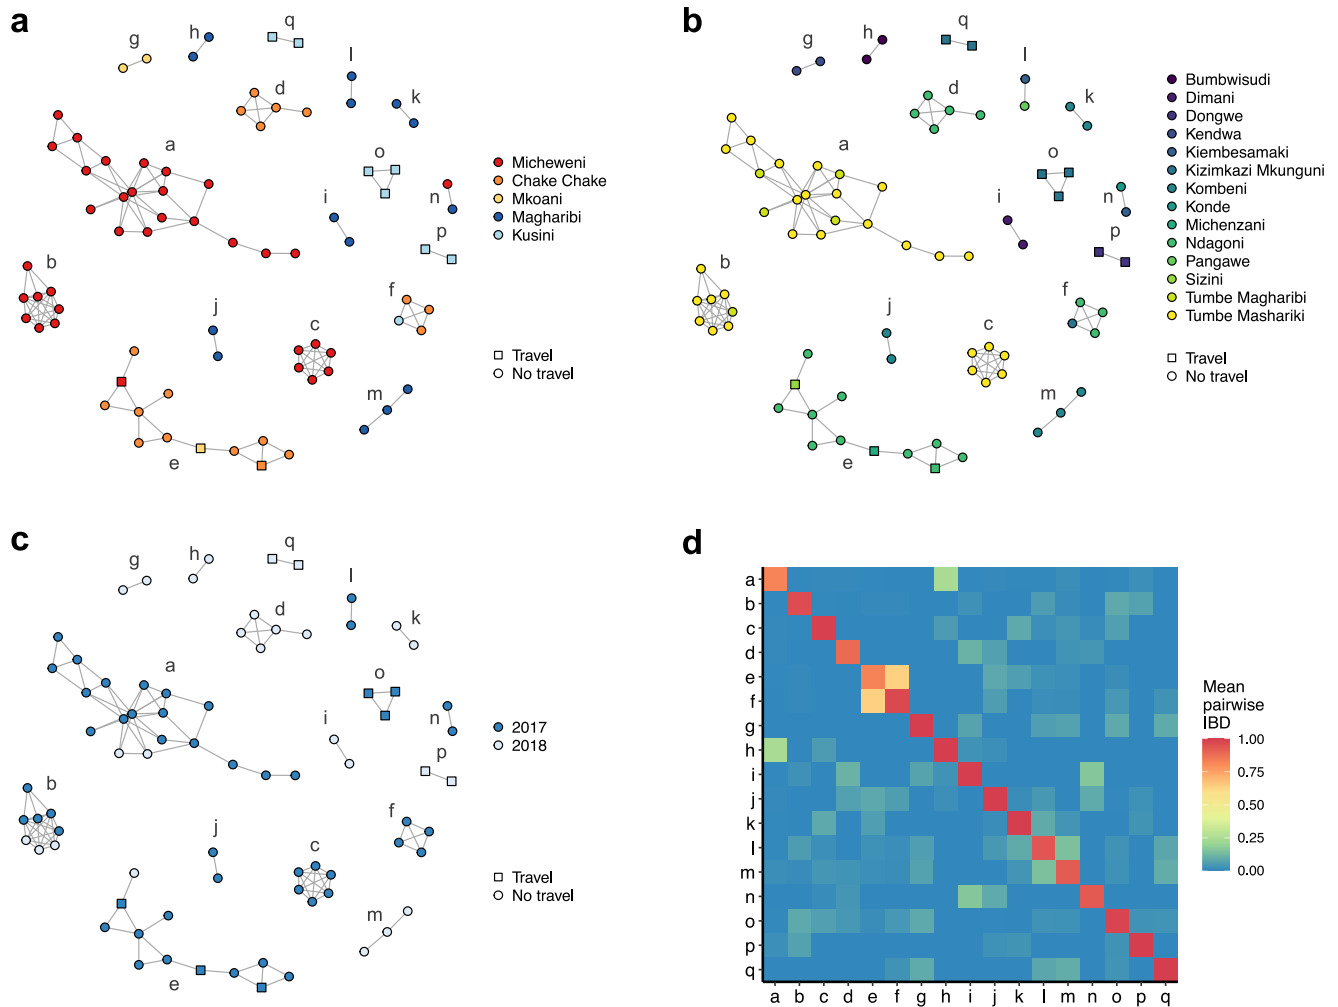 a
g
h
q
l
k
d
a
o
n
i
p
b
j
f
c
m
e
Micheweni
Chake Chake
Mkoani
Magharibi
Kusini
Travel
No travel
b
g
h
q
l
k
d
a
o
n
i
p
b
j
f
c
m
e
Bumbwisudi
Dimani
Dongwe
Kendwa
Kiembesamaki
Kizimkazi Mkunguni
Kombeni
Konde
Michenzani
Ndagoni
Pangawe
Sizini
Tumbe Magharibi
Tumbe Mashariki
Travel
No travel
c
g
h
q
l
k
d
a
o
n
i
p
b
j
f
c
m
e
2017
2018
Travel
No travel
d
a
b
c
d
e
f
g
h
i
j
k
l
m
n
o
p
q
a b c d e f g h i j k l m n o p q
Mean
pairwise
IBD
1.00
0.75
0.50
0.25
0.00